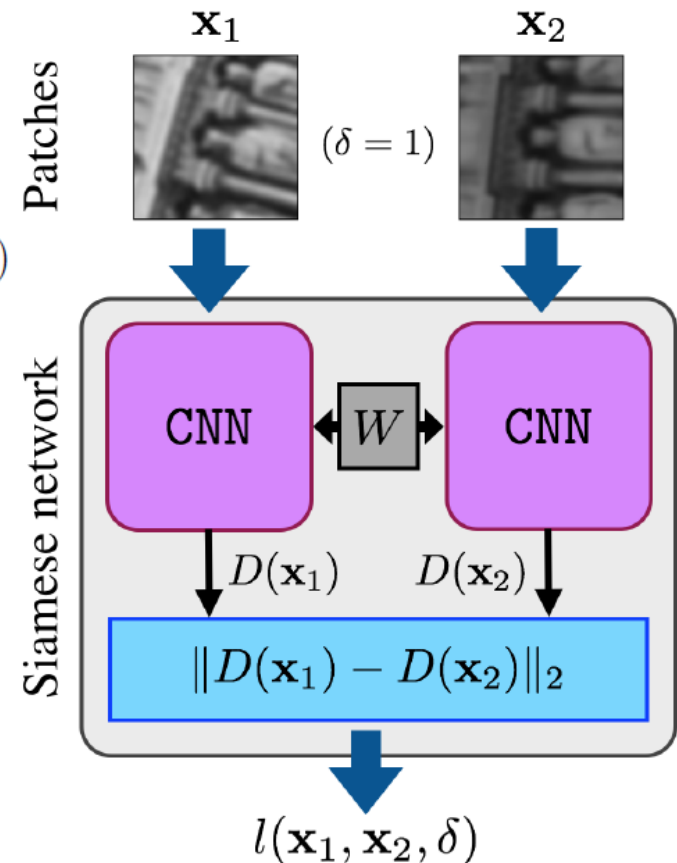 x₁ x₂
Patches
(δ = 1)
)
Siamese network
CNN W CNN
D(x₁) D(x₂)
‖D(x₁) − D(x₂)‖₂
l(x₁, x₂, δ)